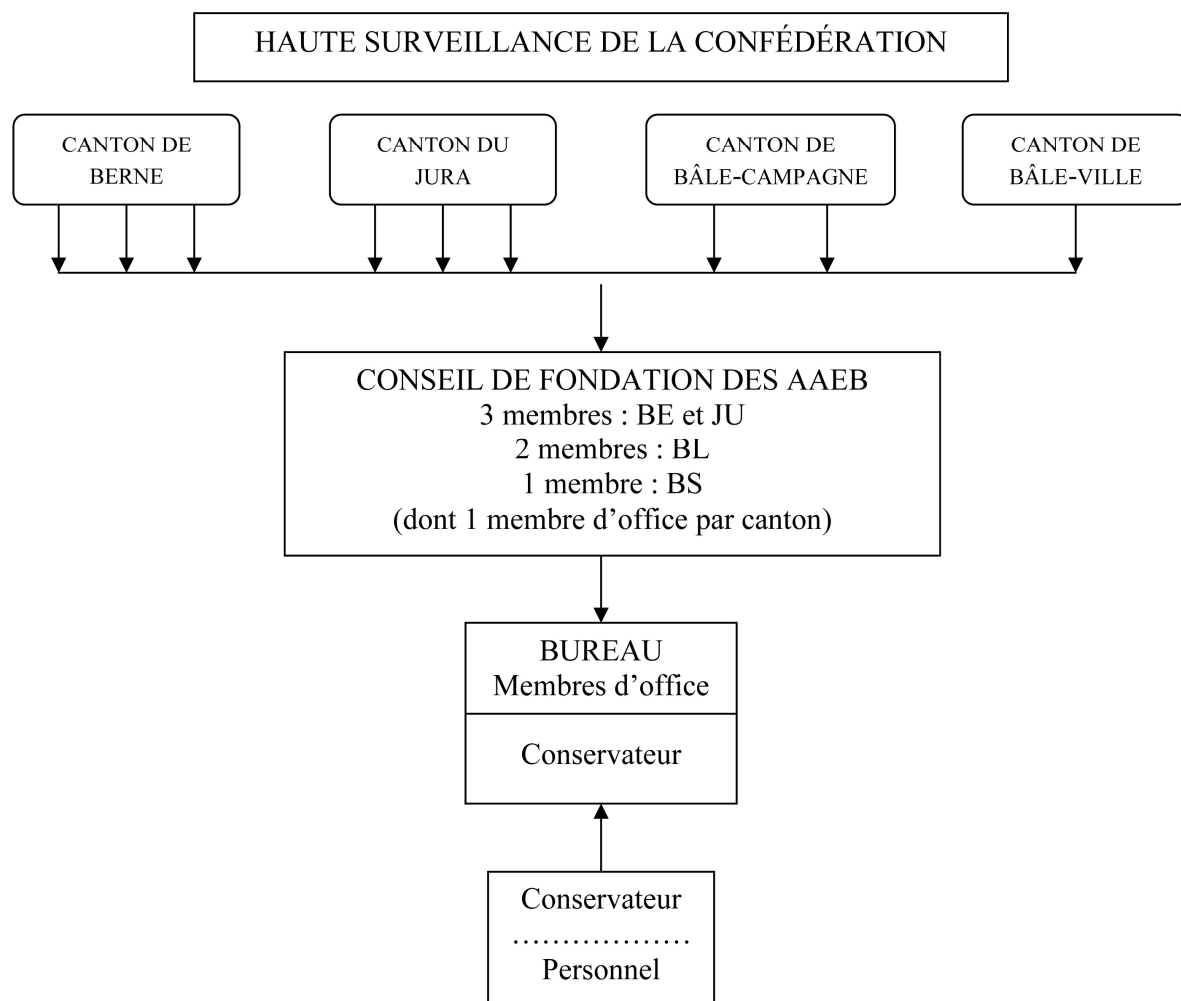 HAUTE SURVEILLANCE DE LA CONFÉDÉRATION
CANTON DE
BERNE
CANTON DU
JURA
CANTON DE
BÂLE-CAMPAGNE
CANTON DE
BÂLE-VILLE
CONSEIL DE FONDATION DES AAEB
3 membres : BE et JU
2 membres : BL
1 membre : BS
(dont 1 membre d’office par canton)
BUREAU
Membres d’office
Conservateur
Conservateur
………………
Personnel